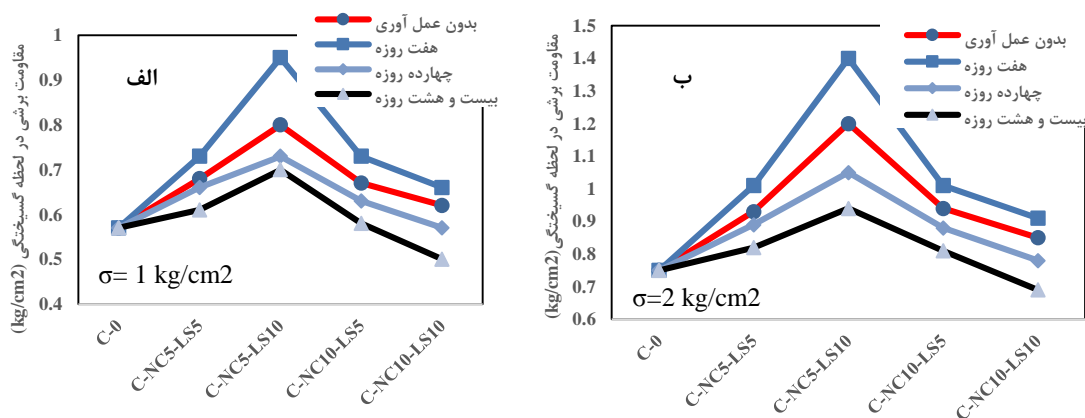 الف
مقاومت برشی در لحظه گسیختگی
(kg/cm2)
1
0.9
0.8
0.7
0.6
0.5
0.4
بدون عمل آوری
هفت روزه
چهارده روزه
بیست و هشت روزه
σ= 1 kg/cm2
C-0
C-NC5-LS5
C-NC5-LS10
C-NC10-LS5
C-NC10-LS10
ب
مقاومت برشی در لحظه گسیختگی(kg/cm2)
1.5
1.4
1.3
1.2
1.1
1
0.9
0.8
0.7
0.6
بدون عمل آوری
هفت روزه
چهارده روزه
بیست و هشت روزه
σ=2 kg/cm2
C-0
C-NC5-LS5
C-NC5-LS10
C-NC10-LS5
C-NC10-LS10